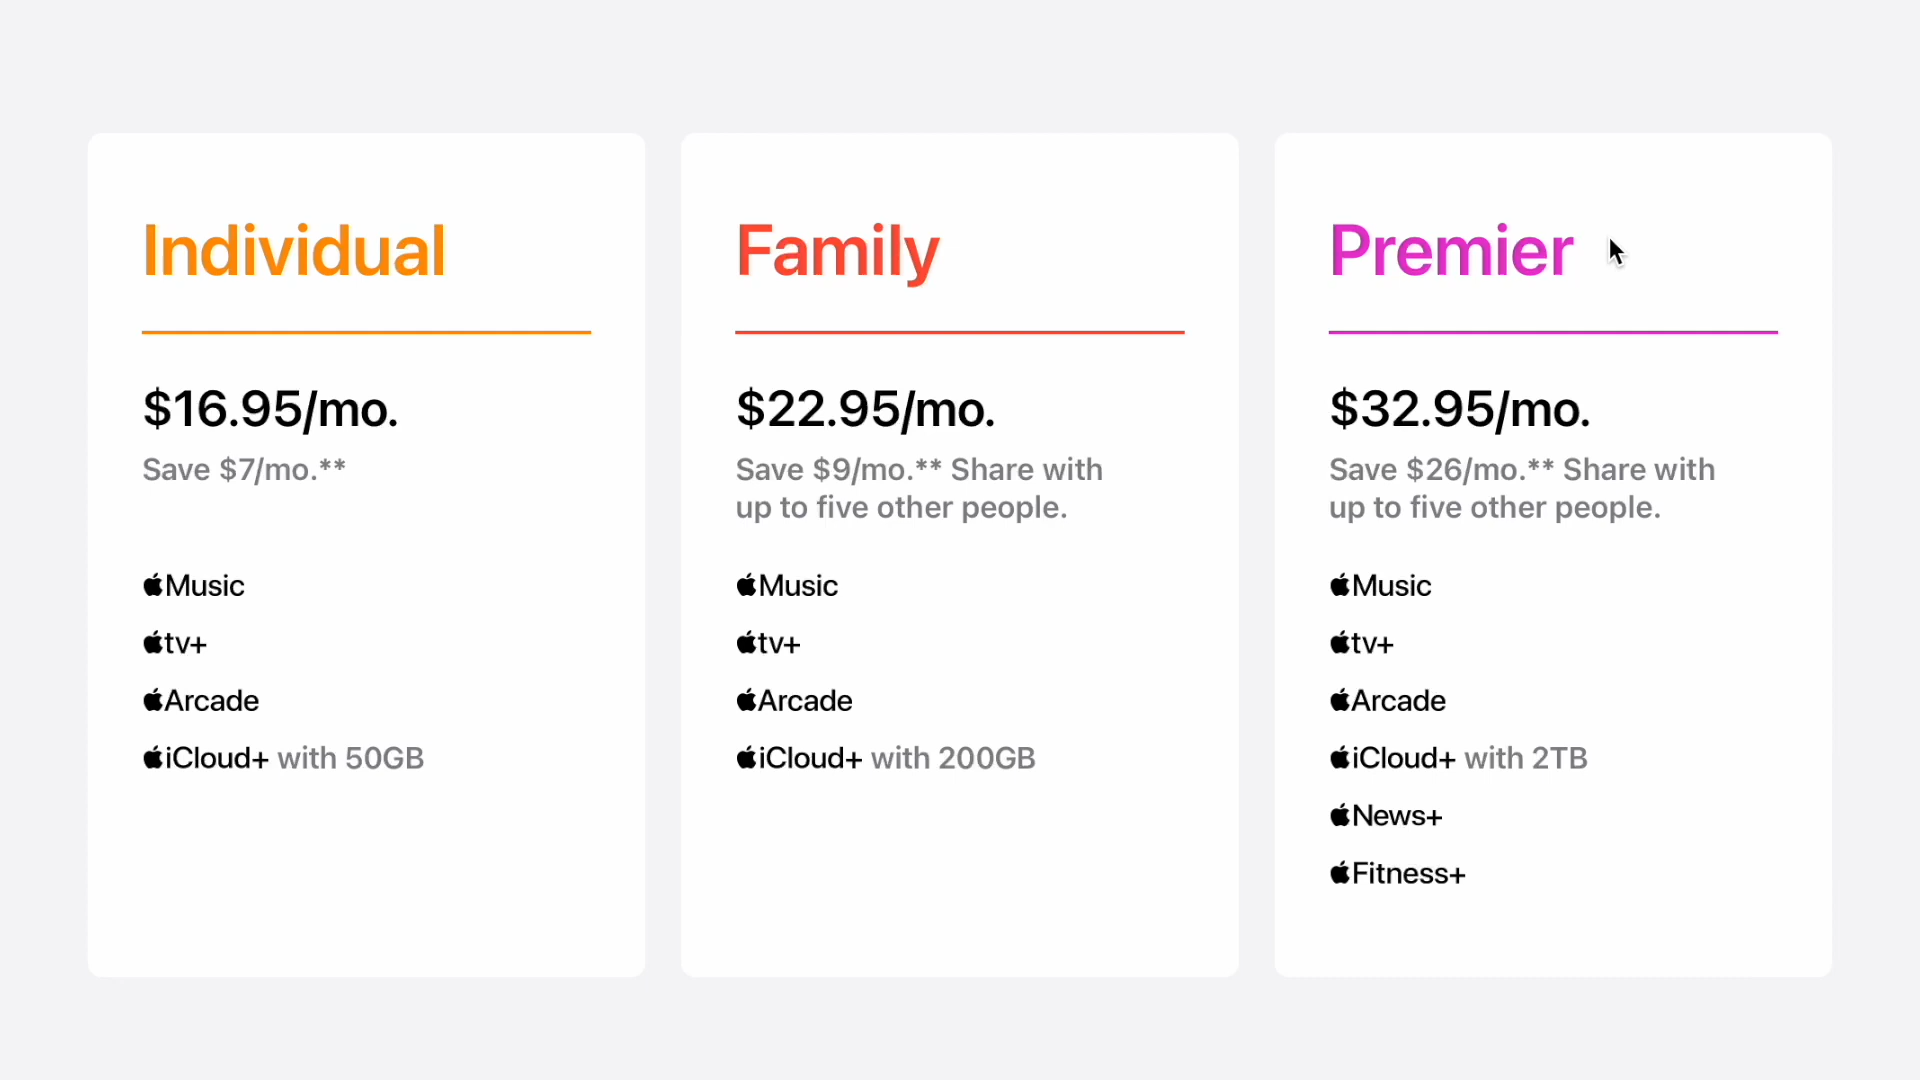 Individual
$16.95/mo.
Save $7/mo.**
Music
tv+
Arcade
iCloud+ with 50GB
Family
$22.95/mo.
Save $9/mo.** Share with
up to five other people.
Music
tv+
Arcade
iCloud+ with 200GB
Premier
$32.95/mo.
Save $26/mo.** Share with
up to five other people.
Music
tv+
Arcade
iCloud+ with 2TB
News+
Fitness+